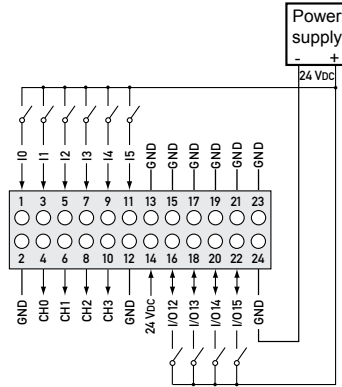 Power
supply
- +
24 VDC
I0 I1 I2 I3 I4 I5 GND GND GND GND GND GND
1 3 5 7 9 11 13 15 17 19 21 23
2 4 6 8 10 12 14 16 18 20 22 24
GND CH0 CH1 CH2 CH3 GND 24 VDC I/O12 I/O13 I/O14 I/O15 GND